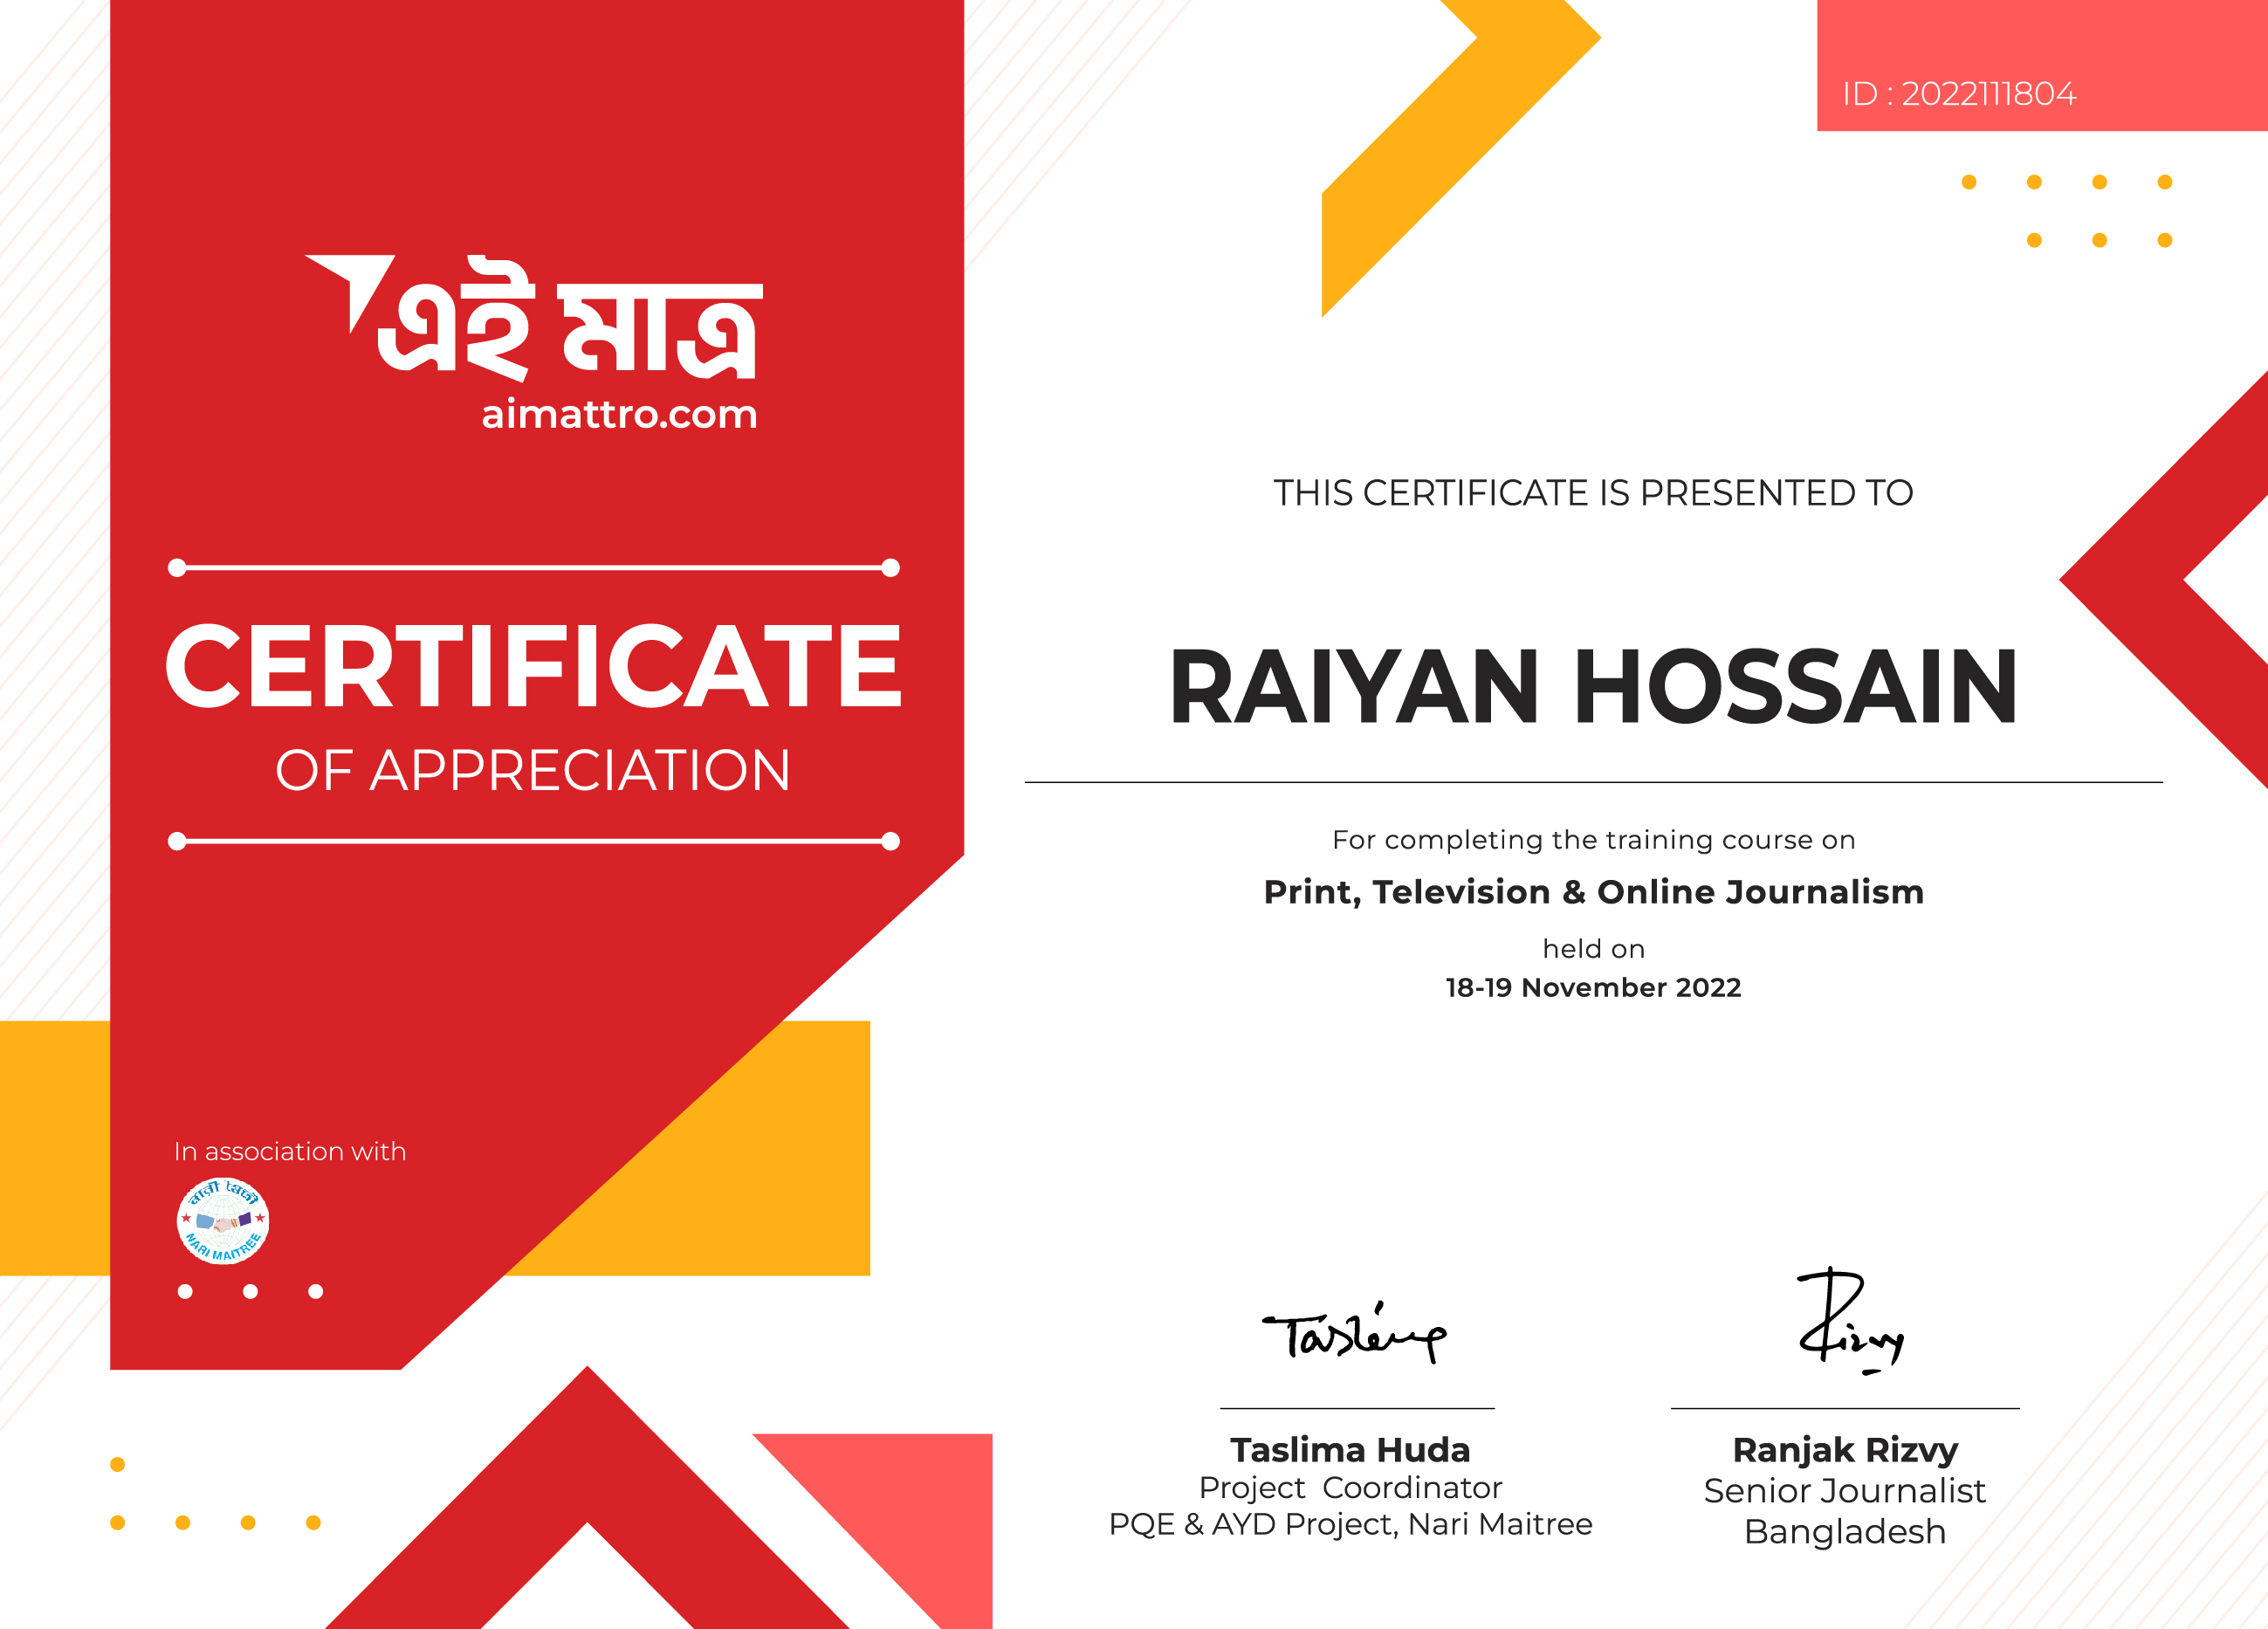 ID : 2022111804
এই মাত্র
aimattro.com
CERTIFICATE
OF APPRECIATION
In association with
নারী মৈত্রী
NARI MAITREE
THIS CERTIFICATE IS PRESENTED TO
RAIYAN HOSSAIN
For completing the training course on
Print, Television & Online Journalism
held on
18-19 November 2022
Taslima
Rizvy
Taslima Huda
Project Coordinator
PQE & AYD Project, Nari Maitree
Ranjak Rizvy
Senior Journalist
Bangladesh